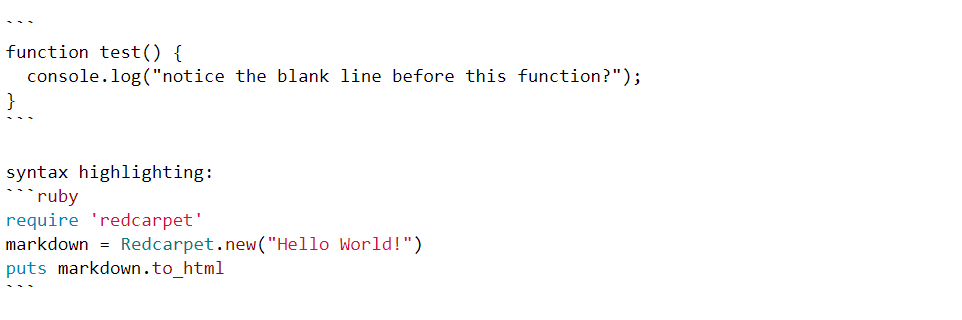 ```
function test() {
  console.log("notice the blank line before this function?");
}
```

syntax highlighting:
```ruby
require 'redcarpet'
markdown = Redcarpet.new("Hello World!")
puts markdown.to_html
```